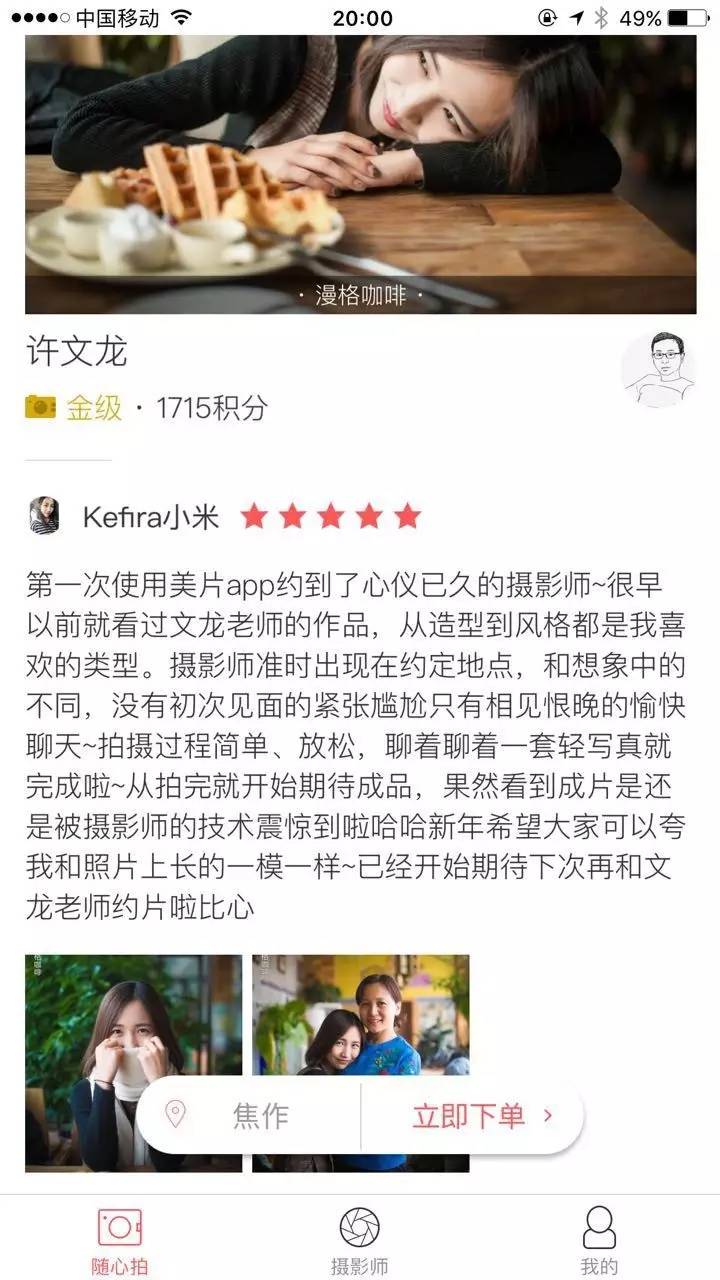 中国移动 20:00 49%
· 漫格咖啡 ·
许文龙
金级 · 1715积分
Kefira小米
第一次使用美片app约到了心仪已久的摄影师~很早
以前就看过文龙老师的作品，从造型到风格都是我喜
欢的类型。摄影师准时出现在约定地点，和想象中的
不同，没有初次见面的紧张尴尬只有相见恨晚的愉快
聊天~拍摄过程简单、放松，聊着聊着一套轻写真就
完成啦~从拍完就开始期待成品，果然看到成片是还
是被摄影师的技术震惊到啦哈哈新年希望大家可以夸
我和照片上长的一模一样~已经开始期待下次再和文
龙老师约片啦比心
焦作 立即下单 ›
随心拍 摄影师 我的